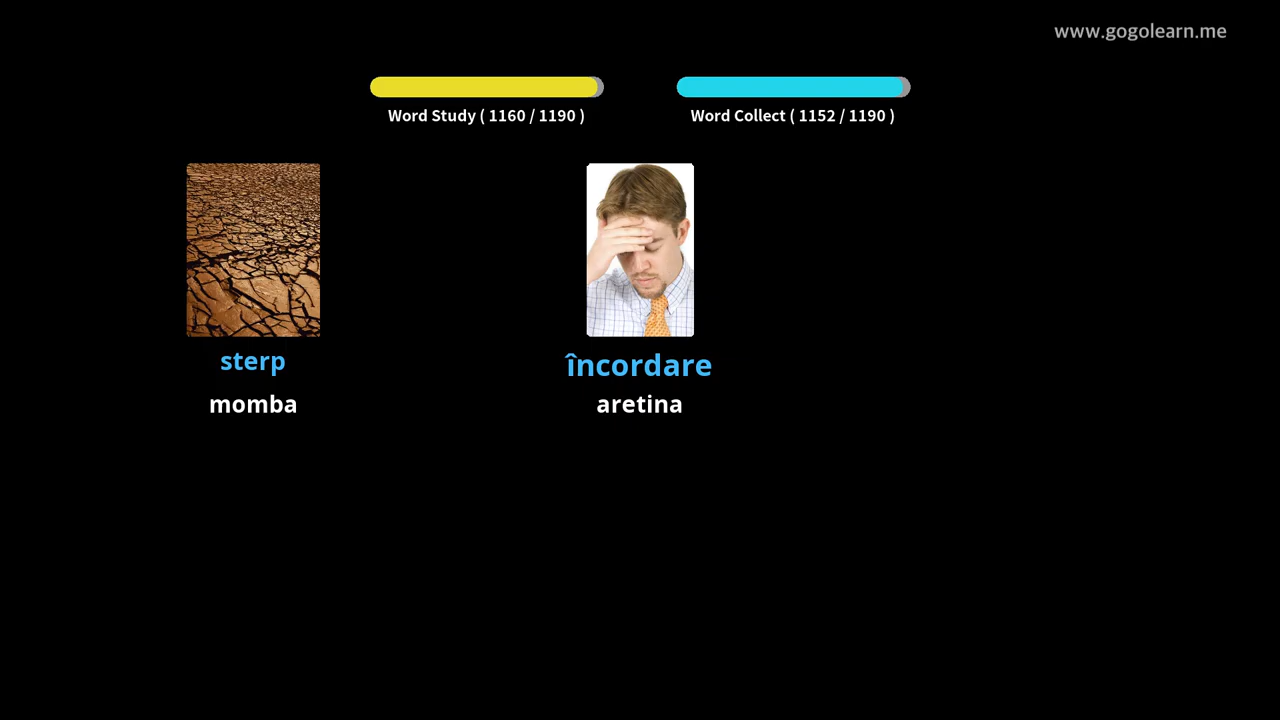 www.gogolearn.me
Word Study ( 1160 / 1190 )
Word Collect ( 1152 / 1190 )
sterp
momba
încordare
aretina